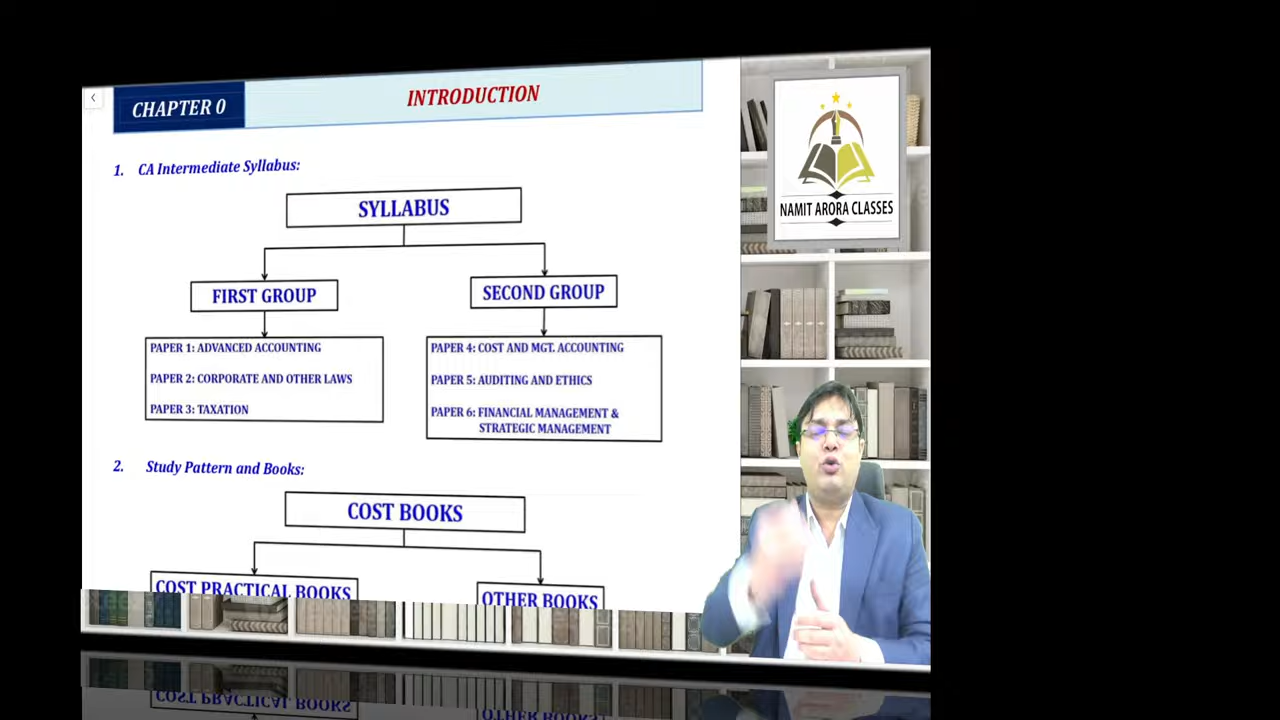 CHAPTER 0
INTRODUCTION
1. CA Intermediate Syllabus:
SYLLABUS
FIRST GROUP
SECOND GROUP
PAPER 1: ADVANCED ACCOUNTING
PAPER 2: CORPORATE AND OTHER LAWS
PAPER 3: TAXATION
PAPER 4: COST AND MGT. ACCOUNTING
PAPER 5: AUDITING AND ETHICS
PAPER 6: FINANCIAL MANAGEMENT &
STRATEGIC MANAGEMENT
2. Study Pattern and Books:
COST BOOKS
COST PRACTICAL BOOKS
OTHER BOOKS
NAMIT ARORA CLASSES